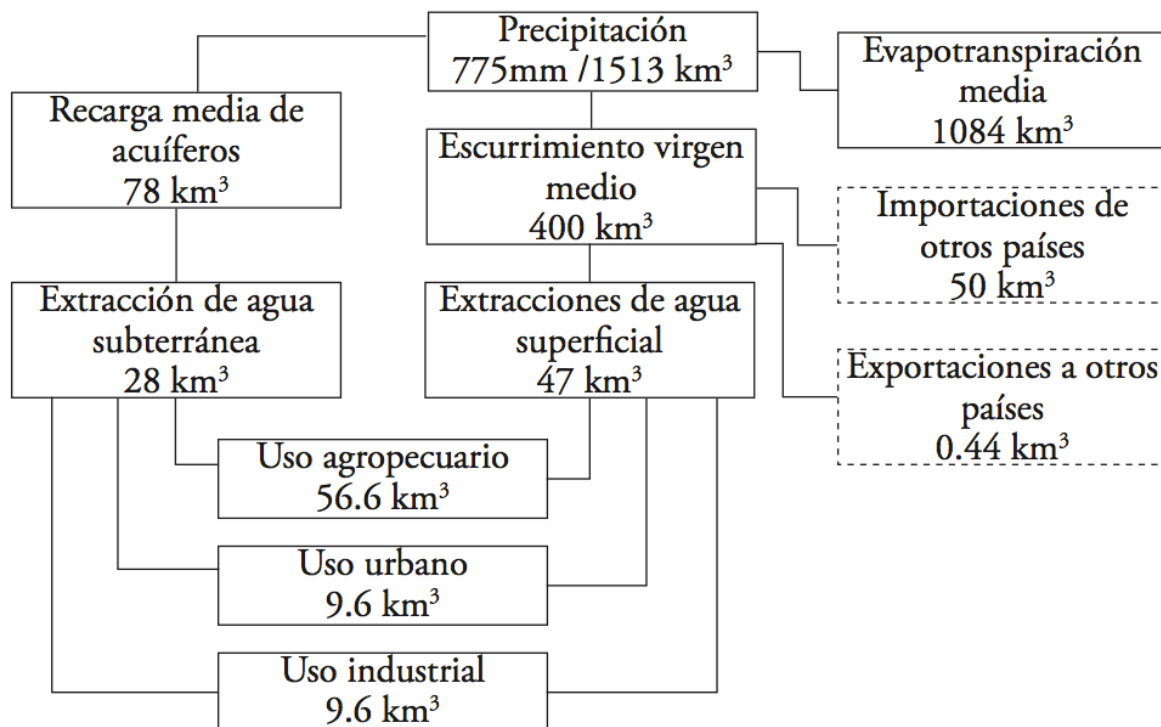 Precipitación
775mm /1513 km³
Evapotranspiración
media
1084 km³
Recarga media de
acuíferos
78 km³
Escurrimiento virgen
medio
400 km³
Importaciones de
otros países
50 km³
Extracción de agua
subterránea
28 km³
Extracciones de agua
superficial
47 km³
Exportaciones a otros
países
0.44 km³
Uso agropecuario
56.6 km³
Uso urbano
9.6 km³
Uso industrial
9.6 km³